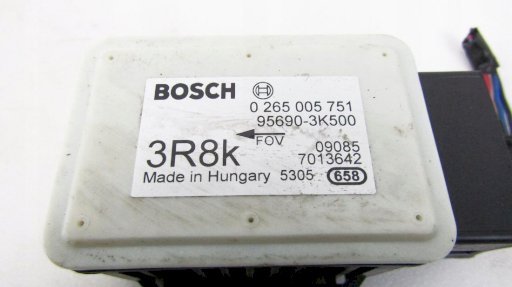 BOSCH
0 265 005 751
95690-3K500
FOV
3R8k
09085
7013642
Made in Hungary 5305 658